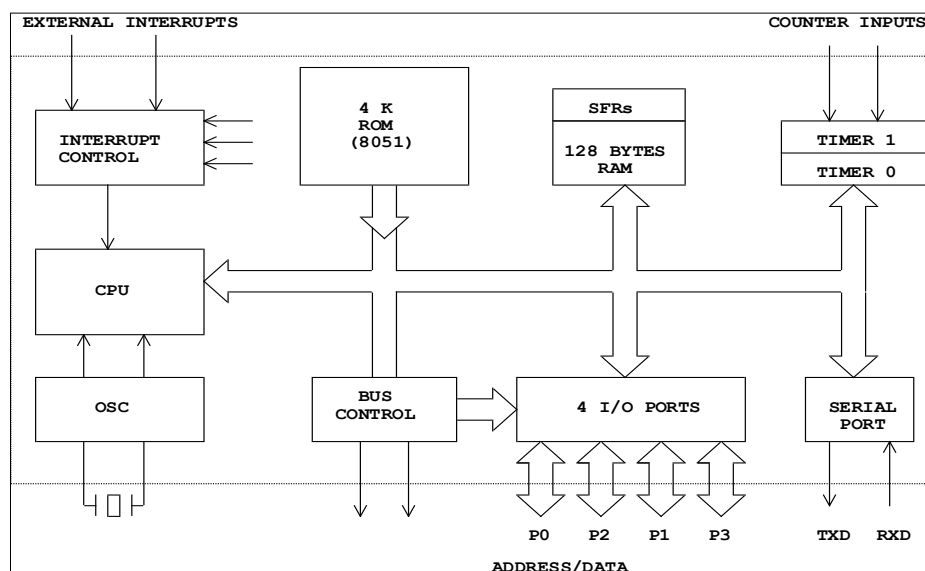 EXTERNAL INTERRUPTS
COUNTER INPUTS
INTERRUPT
CONTROL
4 K
ROM
(8051)
SFRs
128 BYTES
RAM
TIMER 1
TIMER 0
CPU
OSC
BUS
CONTROL
4 I/O PORTS
SERIAL
PORT
P0 P2 P1 P3
TXD RXD
ADDRESS/DATA